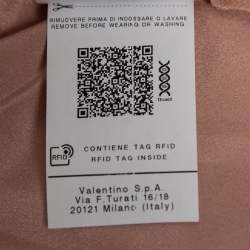 RIMUOVERE PRIMA DI INDOSSARE O LAVARE
REMOVE BEFORE WEARING OR WASHING
Certilogo
RFID
CONTIENE TAG RFID
RFID TAG INSIDE
Valentino S.p.A.
Via F.Turati 16/18
20121 Milano (Italy)